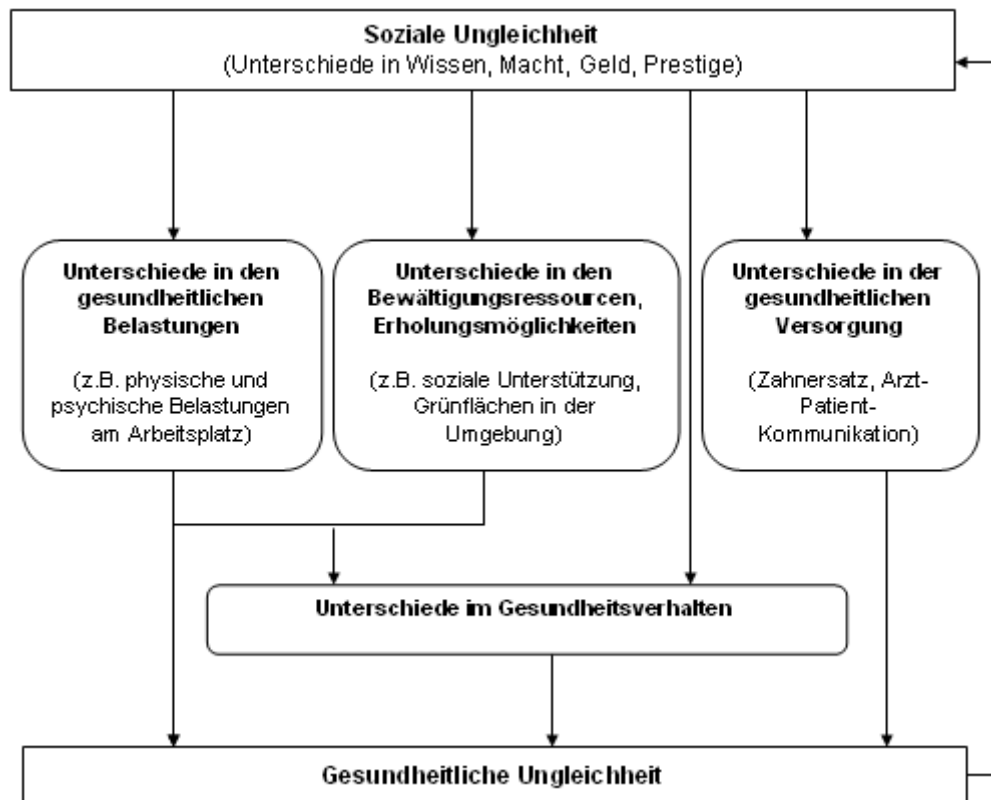 Soziale Ungleichheit
(Unterschiede in Wissen, Macht, Geld, Prestige)
Unterschiede in den
gesundheitlichen
Belastungen
(z.B. physische und
psychische Belastungen
am Arbeitsplatz)
Unterschiede in den
Bewältigungsressourcen,
Erholungsmöglichkeiten
(z.B. soziale Unterstützung,
Grünflächen in der
Umgebung)
Unterschiede in der
gesundheitlichen
Versorgung
(Zahnersatz, Arzt-
Patient-
Kommunikation)
Unterschiede im Gesundheitsverhalten
Gesundheitliche Ungleichheit